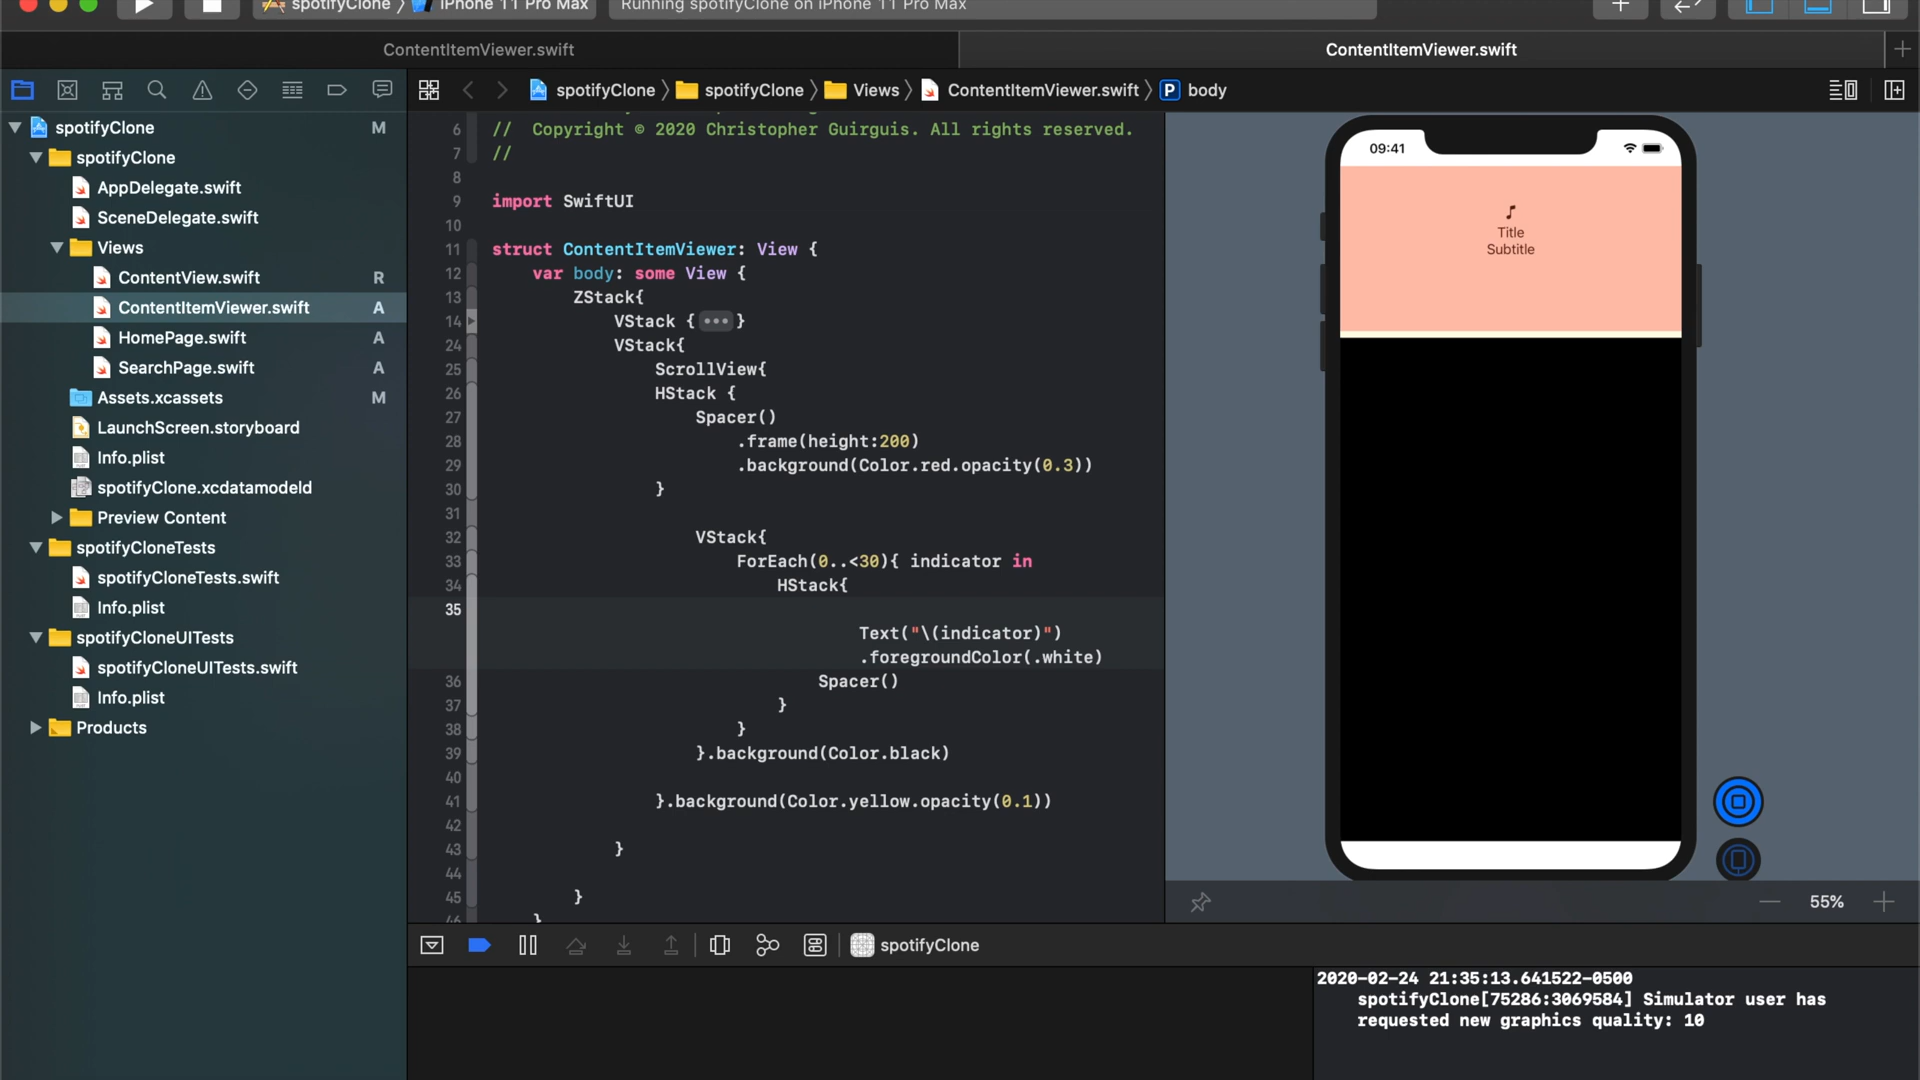 spotifyClone 〉 iPhone 11 Pro Max
Running spotifyClone on iPhone 11 Pro Max
ContentItemViewer.swift
ContentItemViewer.swift
spotifyClone 〉 spotifyClone 〉 Views 〉 ContentItemViewer.swift 〉 P body
spotifyClone M
spotifyClone
AppDelegate.swift
SceneDelegate.swift
Views
ContentView.swift R
ContentItemViewer.swift A
HomePage.swift A
SearchPage.swift A
Assets.xcassets M
LaunchScreen.storyboard
Info.plist
spotifyClone.xcdatamodeld
Preview Content
spotifyCloneTests
spotifyCloneTests.swift
Info.plist
spotifyCloneUITests
spotifyCloneUITests.swift
Info.plist
Products
6 //  Copyright © 2020 Christopher Guirguis. All rights reserved.
7 //
8
9 import SwiftUI
10
11 struct ContentItemViewer: View {
12     var body: some View {
13         ZStack{
14             VStack {•••}
24             VStack{
25                 ScrollView{
26                 HStack {
27                     Spacer()
28                         .frame(height:200)
29                         .background(Color.red.opacity(0.3))
30                 }
31
32                     VStack{
33                         ForEach(0..<30){ indicator in
34                             HStack{
35
Text("\(indicator)")
.foregroundColor(.white)
36                                 Spacer()
37                             }
38                         }
39                     }.background(Color.black)
40
41                 }.background(Color.yellow.opacity(0.1))
42
43             }
44
45         }
46     }
09:41
Title
Subtitle
55%
spotifyClone
2020-02-24 21:35:13.641522-0500
spotifyClone[75286:3069584] Simulator user has
requested new graphics quality: 10